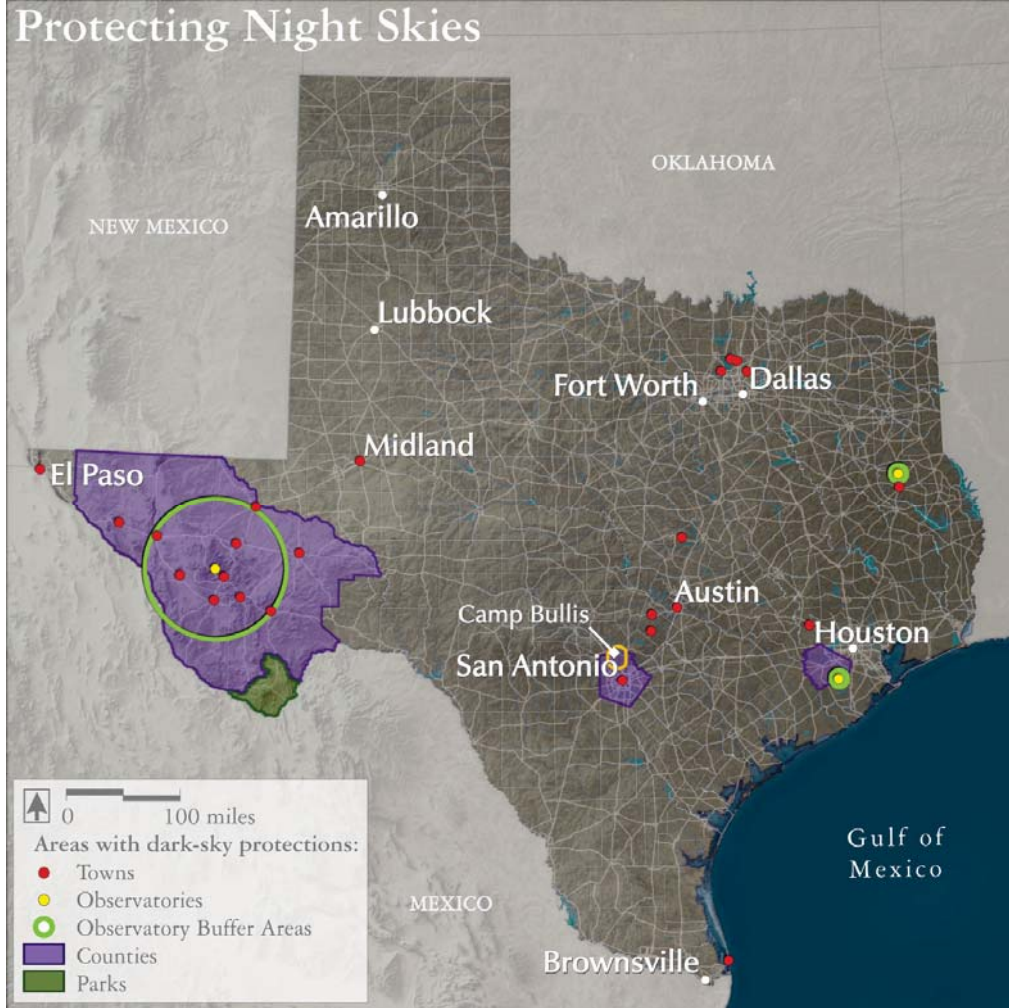 Protecting Night Skies
OKLAHOMA
NEW MEXICO
Amarillo
Lubbock
Fort Worth
Dallas
Midland
El Paso
Austin
Camp Bullis
Houston
San Antonio
0
100 miles
Areas with dark-sky protections:
Towns
Observatories
Observatory Buffer Areas
Counties
Parks
Gulf of
Mexico
MEXICO
Brownsville